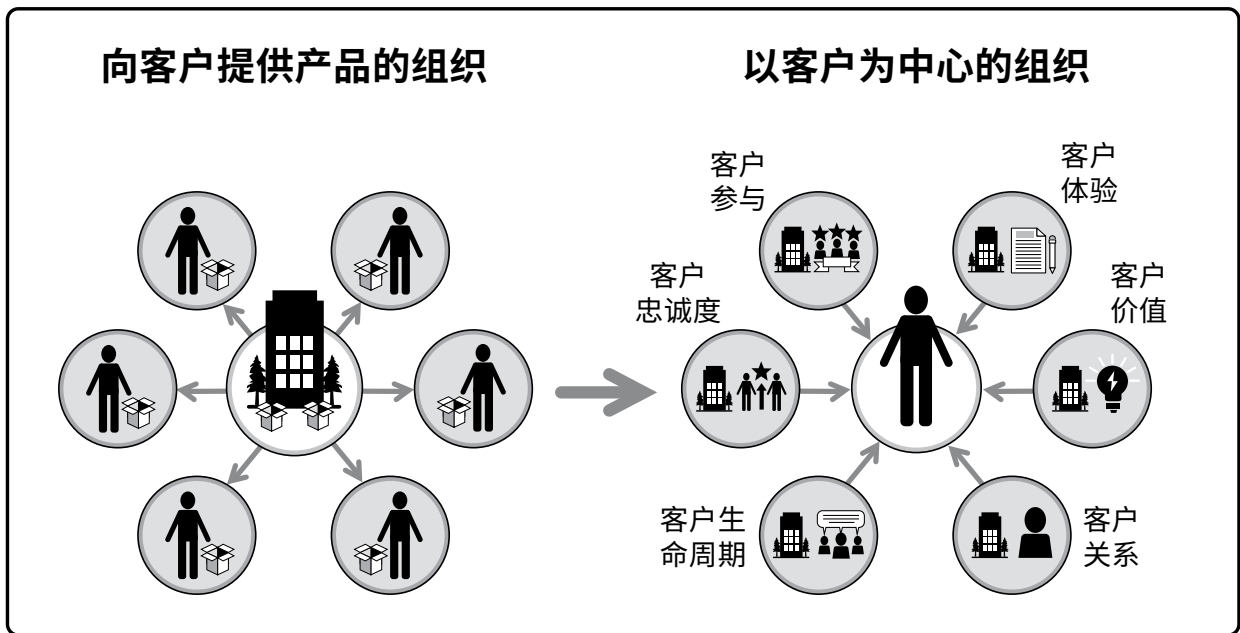 向客户提供产品的组织
以客户为中心的组织
客户
参与
客户
体验
客户
忠诚度
客户
价值
客户生
命周期
客户
关系